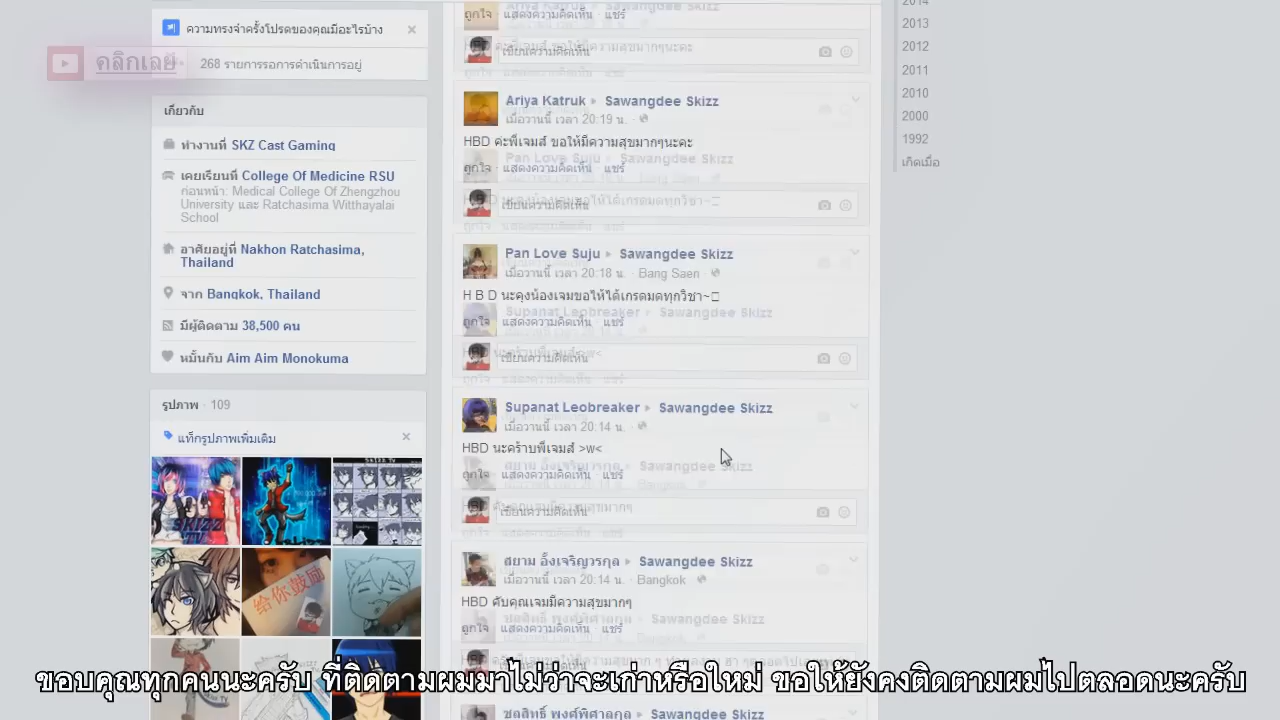 ความทรงจำครั้งโปรดของคุณมีอะไรบ้าง
คลิกเลย
268 รายการรอการดำเนินการอยู่
เกี่ยวกับ
ทำงานที่ SKZ Cast Gaming
เคยเรียนที่ College Of Medicine RSU
ก่อนหน้า: Medical College Of Zhengzhou
University และ Ratchasima Witthayalai
School
อาศัยอยู่ที่ Nakhon Ratchasima,
Thailand
จาก Bangkok, Thailand
มีผู้ติดตาม 38,500 คน
หมั้นกับ Aim Aim Monokuma
รูปภาพ · 109
แท็กรูปภาพเพิ่มเติม
ถูกใจ · แสดงความคิดเห็น · แชร์
เขียนความคิดเห็น
Ariya Katruk ▸ Sawangdee Skizz
เมื่อวานนี้ เวลา 20:19 น. ·
HBD ค่ะพี่เจมส์ ขอให้มีความสุขมากๆนะคะ
ถูกใจ · แสดงความคิดเห็น · แชร์
เขียนความคิดเห็น
Pan Love Suju ▸ Sawangdee Skizz
เมื่อวานนี้ เวลา 20:18 น. · Bang Saen ·
H B D นะคุงน้องเจมขอให้ได้เกรดมดทุกวิชา~□
ถูกใจ · แสดงความคิดเห็น · แชร์
เขียนความคิดเห็น
Supanat Leobreaker ▸ Sawangdee Skizz
เมื่อวานนี้ เวลา 20:14 น. ·
HBD นะคร้าบพี่เจมส์ >w<
ถูกใจ · แสดงความคิดเห็น · แชร์
เขียนความคิดเห็น
สยาม อึ้งเจริญวรกุล ▸ Sawangdee Skizz
เมื่อวานนี้ เวลา 20:14 น. · Bangkok ·
HBD คับคุณเจมมีความสุขมากๆ
ถูกใจ · แสดงความคิดเห็น · แชร์
เขียนความคิดเห็น
ชลสิทธิ์ พงศ์พิศาลกุล ▸ Sawangdee Skizz
2014
2013
2012
2011
2010
2000
1992
เกิดเมื่อ
ขอบคุณทุกคนนะครับ ที่ติดตามผมมาไม่ว่าจะเก่าหรือใหม่ ขอให้ยังคงติดตามผมไปตลอดนะครับ